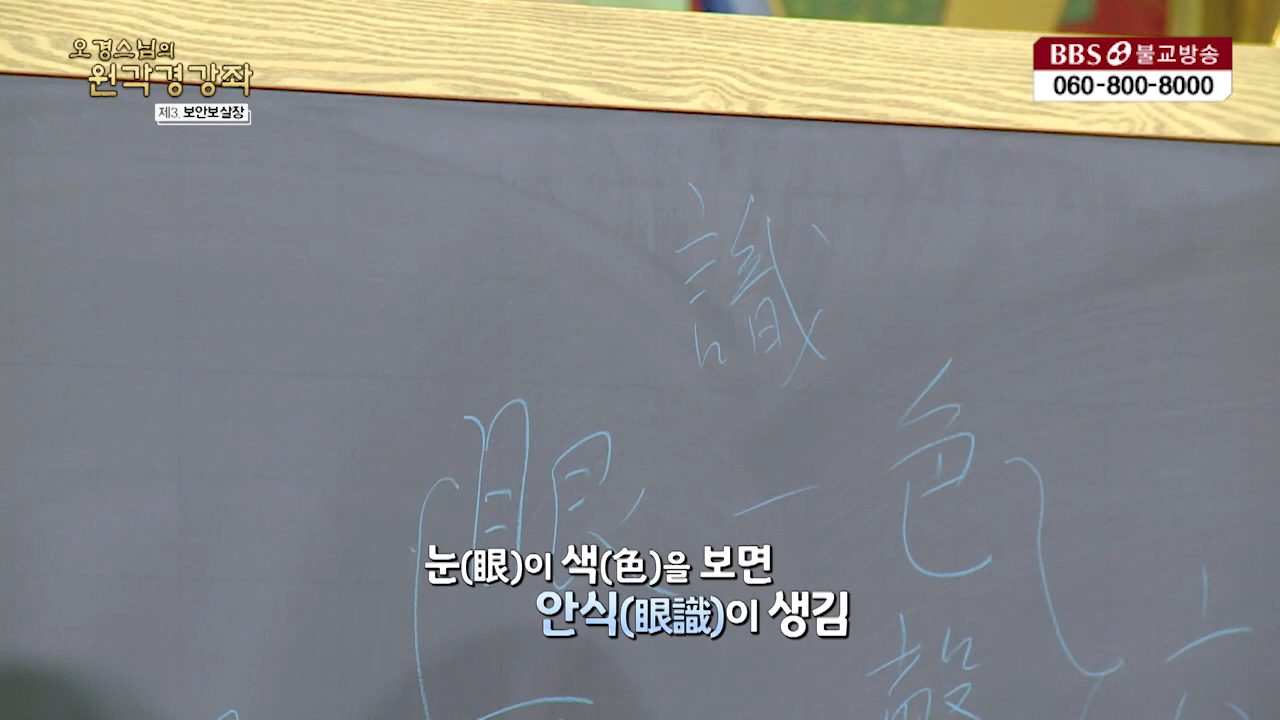 오경스님의
원각경강좌
제3. 보안보살장
BBS 불교방송
060-800-8000
識
眼 一 色
눈(眼)이 색(色)을 보면
안식(眼識)이 생김
六